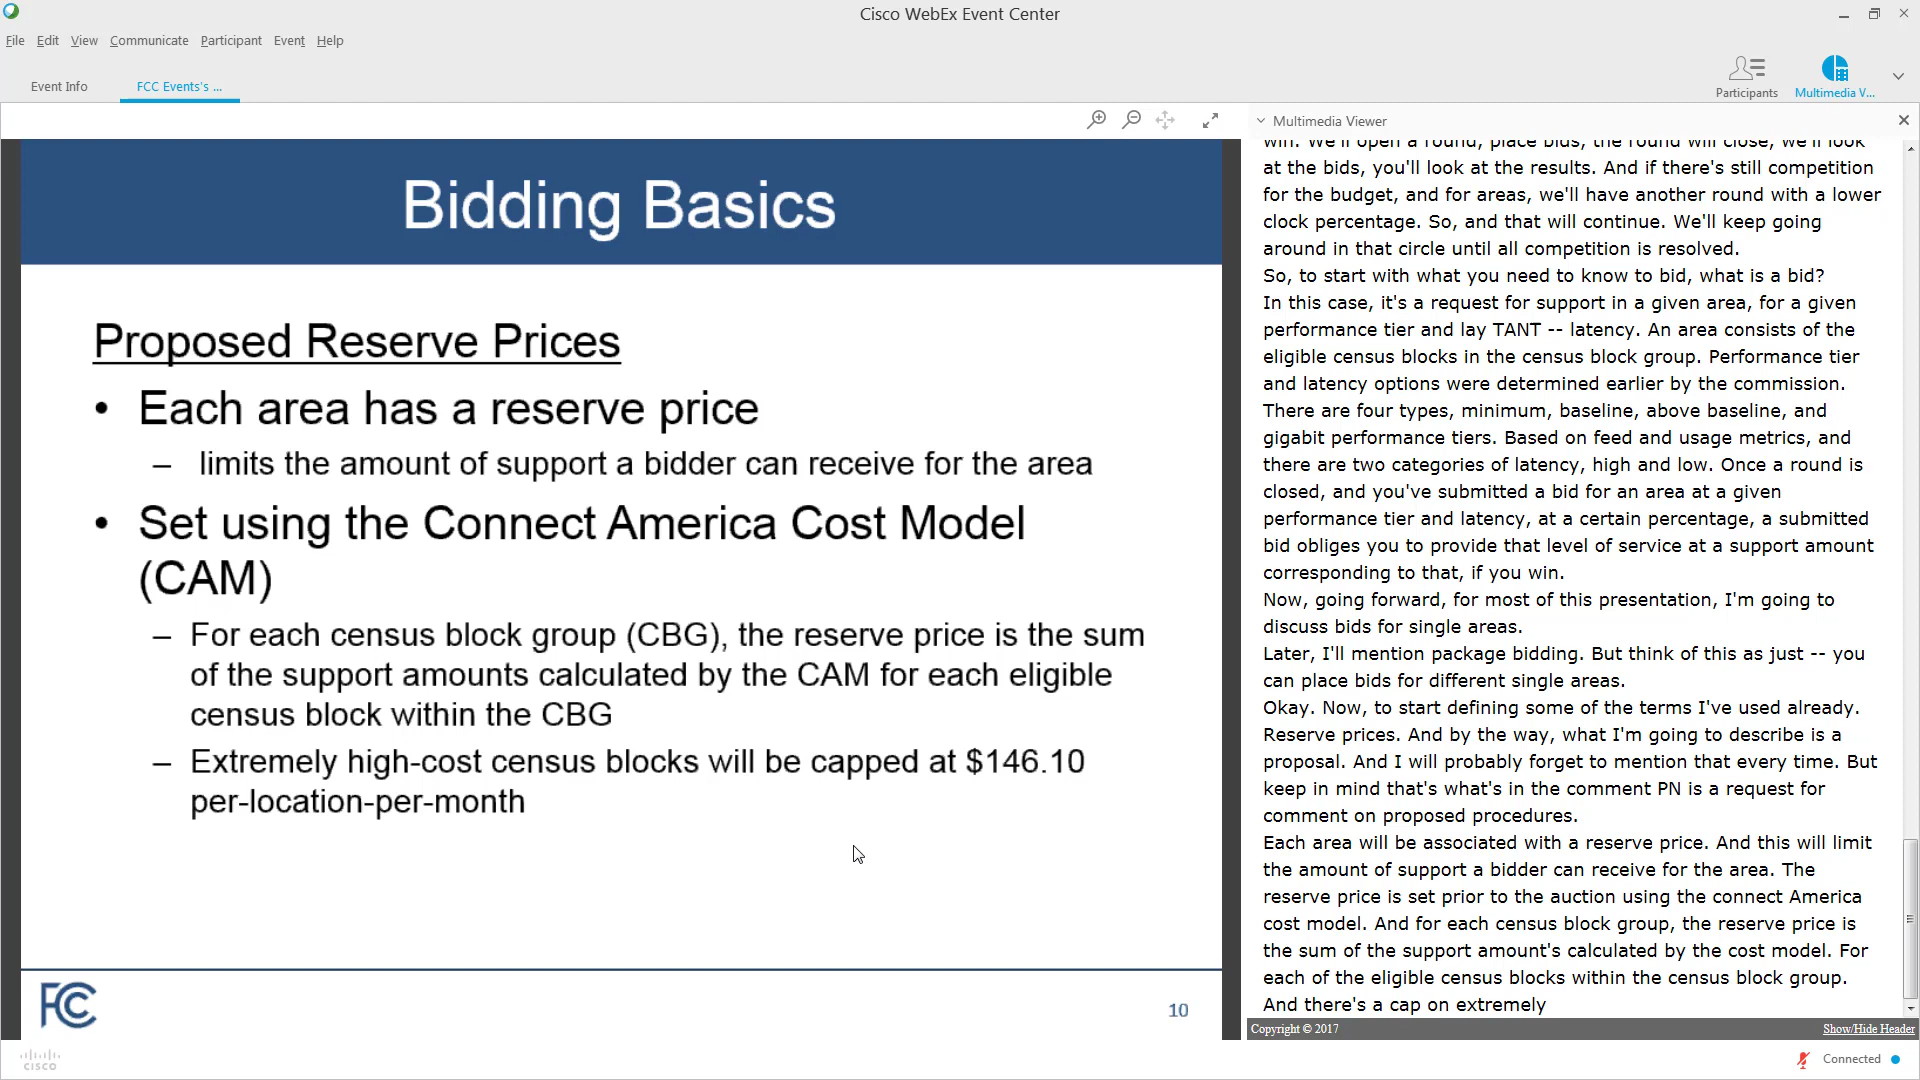 Cisco WebEx Event Center
File Edit View Communicate Participant Event Help
Event Info FCC Events's ...
Participants Multimedia V...
Bidding Basics
Proposed Reserve Prices
• Each area has a reserve price
– limits the amount of support a bidder can receive for the area
• Set using the Connect America Cost Model
(CAM)
– For each census block group (CBG), the reserve price is the sum
of the support amounts calculated by the CAM for each eligible
census block within the CBG
– Extremely high-cost census blocks will be capped at $146.10
per-location-per-month
FCC
10
Multimedia Viewer
win. We'll open a round, place bids, the round will close, we'll look
at the bids, you'll look at the results. And if there's still competition
for the budget, and for areas, we'll have another round with a lower
clock percentage. So, and that will continue. We'll keep going
around in that circle until all competition is resolved.
So, to start with what you need to know to bid, what is a bid?
In this case, it's a request for support in a given area, for a given
performance tier and lay TANT -- latency. An area consists of the
eligible census blocks in the census block group. Performance tier
and latency options were determined earlier by the commission.
There are four types, minimum, baseline, above baseline, and
gigabit performance tiers. Based on feed and usage metrics, and
there are two categories of latency, high and low. Once a round is
closed, and you've submitted a bid for an area at a given
performance tier and latency, at a certain percentage, a submitted
bid obliges you to provide that level of service at a support amount
corresponding to that, if you win.
Now, going forward, for most of this presentation, I'm going to
discuss bids for single areas.
Later, I'll mention package bidding. But think of this as just -- you
can place bids for different single areas.
Okay. Now, to start defining some of the terms I've used already.
Reserve prices. And by the way, what I'm going to describe is a
proposal. And I will probably forget to mention that every time. But
keep in mind that's what's in the comment PN is a request for
comment on proposed procedures.
Each area will be associated with a reserve price. And this will limit
the amount of support a bidder can receive for the area. The
reserve price is set prior to the auction using the connect America
cost model. And for each census block group, the reserve price is
the sum of the support amount's calculated by the cost model. For
each of the eligible census blocks within the census block group.
And there's a cap on extremely
Copyright © 2017 Show/Hide Header
cisco
Connected